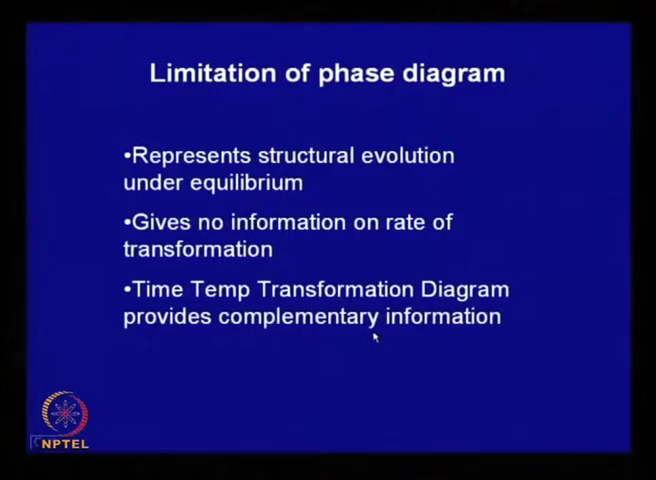 Limitation of phase diagram
•Represents structural evolution
under equilibrium
•Gives no information on rate of
transformation
•Time Temp Transformation Diagram
provides complementary information
NPTEL